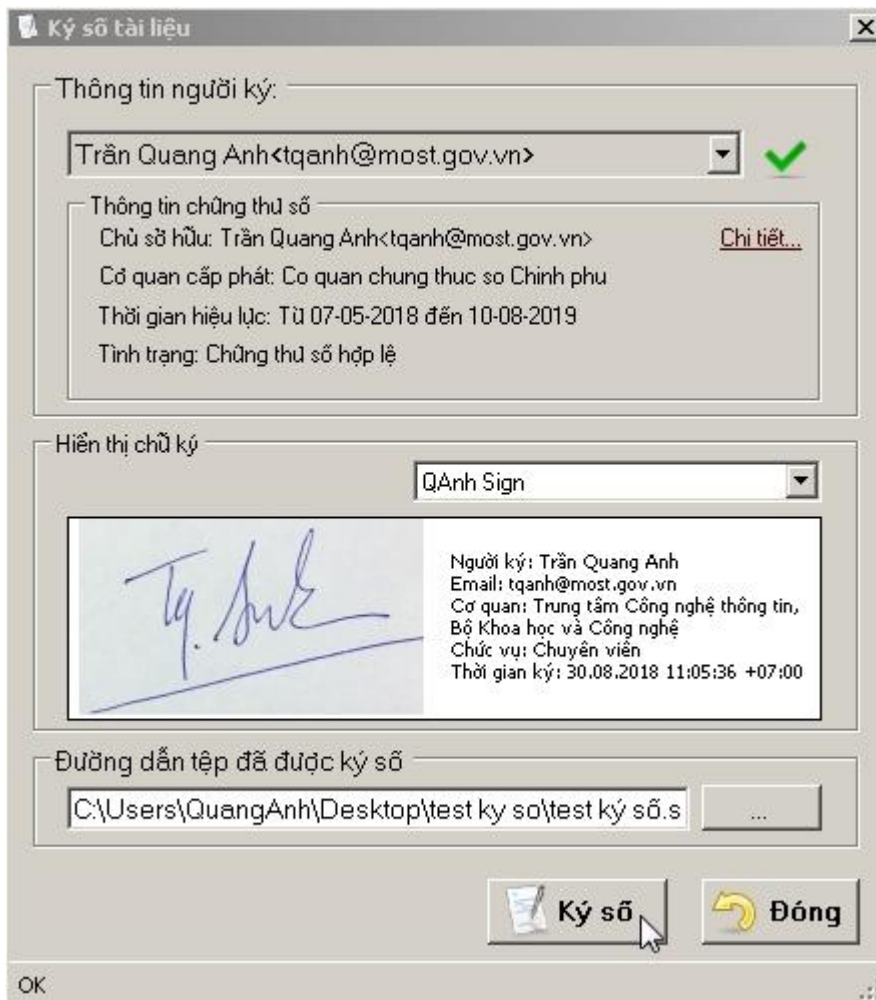 Ký số tài liệu
Thông tin người ký:
Trần Quang Anh<tqanh@most.gov.vn>
Thông tin chứng thư số
Chủ sở hữu: Trần Quang Anh<tqanh@most.gov.vn>
Chi tiết...
Cơ quan cấp phát: Co quan chung thuc so Chinh phu
Thời gian hiệu lực: Từ 07-05-2018 đến 10-08-2019
Tình trạng: Chứng thư số hợp lệ
Hiển thị chữ ký
QAnh Sign
Người ký: Trần Quang Anh
Email: tqanh@most.gov.vn
Cơ quan: Trung tâm Công nghệ thông tin,
Bộ Khoa học và Công nghệ
Chức vụ: Chuyên viên
Thời gian ký: 30.08.2018 11:05:36 +07:00
Đường dẫn tệp đã được ký số
C:\Users\QuangAnh\Desktop\test ky so\test ký số.s
...
Ký số
Đóng
OK